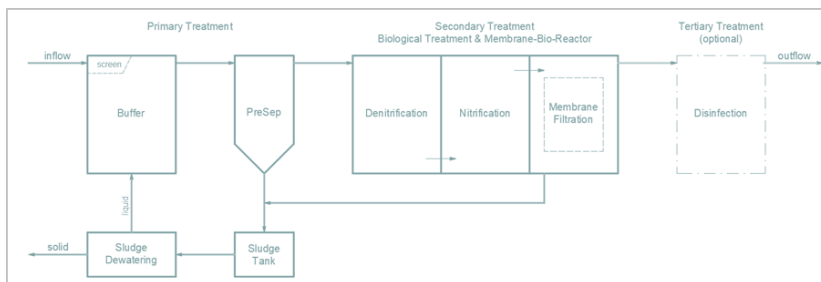 Primary Treatment
Secondary Treatment
Biological Treatment & Membrane-Bio-Reactor
Tertiary Treatment
(optional)
inflow
screen
Buffer
PreSep
Denitrification
Nitrification
Membrane
Filtration
Disinfection
outflow
liquid
solid
Sludge
Dewatering
Sludge
Tank